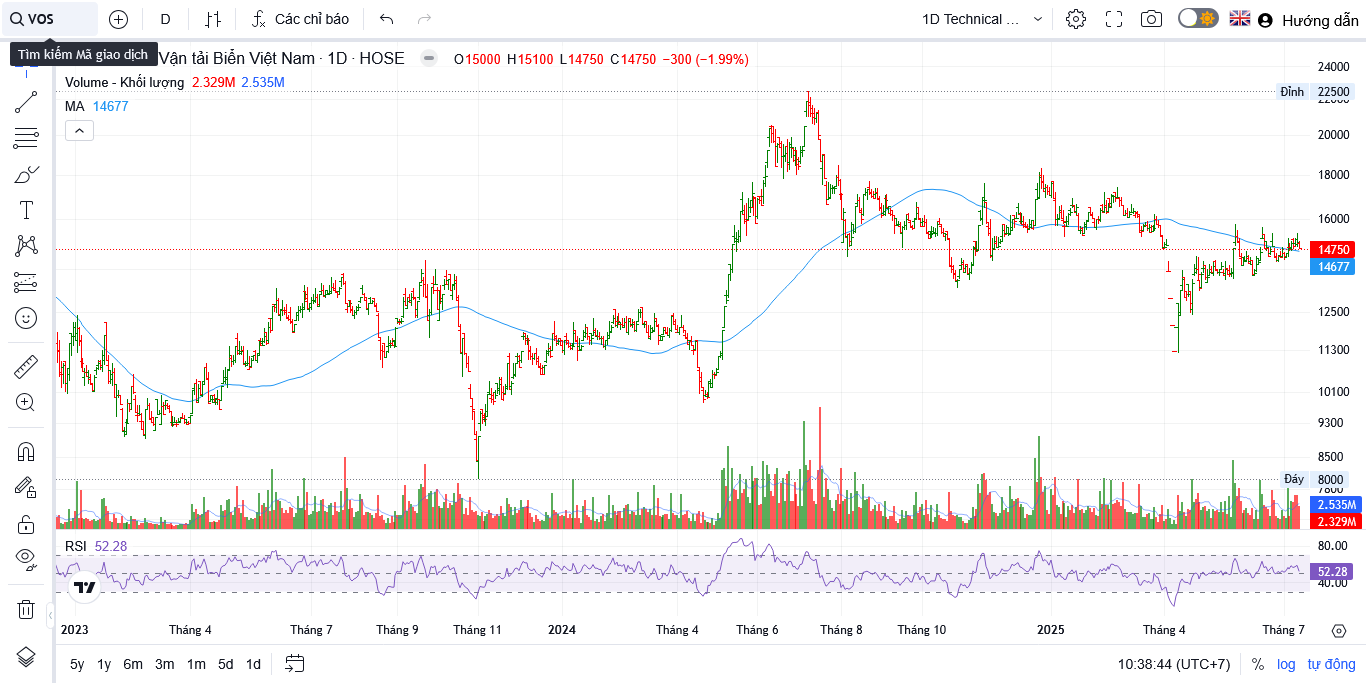 VOS
D
Các chỉ báo
1D Technical ...
Hướng dẫn
Tìm kiếm Mã giao dịch
Vận tải Biển Việt Nam · 1D · HOSE
O15000 H15100 L14750 C14750 −300 (−1.99%)
Volume - Khối lượng 2.329M 2.535M
MA 14677
24000
Đỉnh 22500
22000
20000
18000
16000
14750
14677
12500
11300
10100
9300
8500
Đáy 8000
7800
2.535M
2.329M
RSI 52.28
80.00
52.28
40.00
2023 Tháng 4 Tháng 7 Tháng 9 Tháng 11 2024 Tháng 4 Tháng 6 Tháng 8 Tháng 10 2025 Tháng 4 Tháng 7
5y 1y 6m 3m 1m 5d 1d
10:38:44 (UTC+7) % log tự động